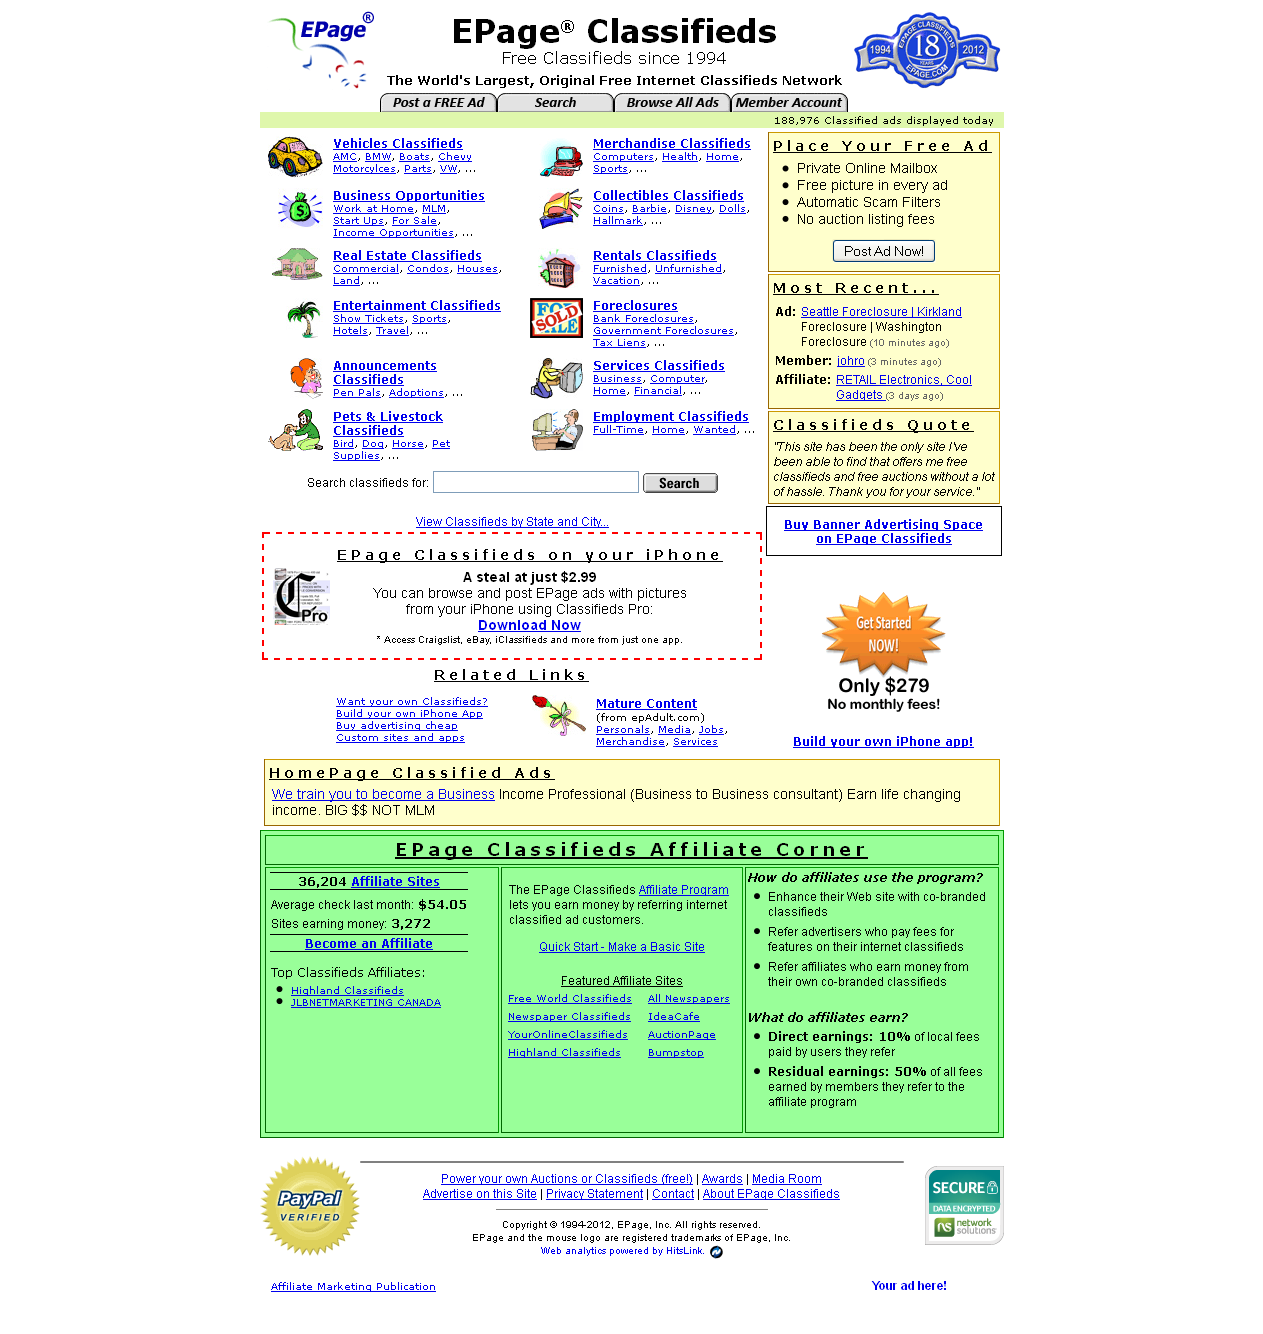 EPage®
EPage® Classifieds
Free Classifieds since 1994
The World's Largest, Original Free Internet Classifieds Network
EPAGE CLASSIFIEDS
1994 18 2012
YEARS
EPAGE.COM
Post a FREE Ad Search Browse All Ads Member Account
188,976 Classified ads displayed today
Vehicles Classifieds
AMC, BMW, Boats, Chevy
Motorcylces, Parts, VW, ...
Merchandise Classifieds
Computers, Health, Home,
Sports, ...
Business Opportunities
Work at Home, MLM,
Start Ups, For Sale,
Income Opportunities, ...
Collectibles Classifieds
Coins, Barbie, Disney, Dolls,
Hallmark, ...
Real Estate Classifieds
Commercial, Condos, Houses,
Land, ...
Rentals Classifieds
Furnished, Unfurnished,
Vacation, ...
Entertainment Classifieds
Show Tickets, Sports,
Hotels, Travel, ...
FOR
SOLD
SALE
Foreclosures
Bank Foreclosures,
Government Foreclosures,
Tax Liens, ...
Announcements
Classifieds
Pen Pals, Adoptions, ...
Services Classifieds
Business, Computer,
Home, Financial, ...
Pets & Livestock
Classifieds
Bird, Dog, Horse, Pet
Supplies, ...
Employment Classifieds
Full-Time, Home, Wanted, ...
Search classifieds for: Search
View Classifieds by State and City...
Place Your Free Ad
Private Online Mailbox
Free picture in every ad
Automatic Scam Filters
No auction listing fees
Post Ad Now!
Most Recent...
Ad: Seattle Foreclosure | Kirkland
Foreclosure | Washington
Foreclosure (10 minutes ago)
Member: johro (3 minutes ago)
Affiliate: RETAIL Electronics, Cool
Gadgets (3 days ago)
Classifieds Quote
"This site has been the only site I've
been able to find that offers me free
classifieds and free auctions without a lot
of hassle. Thank you for your service."
Buy Banner Advertising Space
on EPage Classifieds
EPage Classifieds on your iPhone
C
Pro
A steal at just $2.99
You can browse and post EPage ads with pictures
from your iPhone using Classifieds Pro:
Download Now
* Access Craigslist, eBay, iClassifieds and more from just one app.
Get Started
NOW!
Only $279
No monthly fees!
Build your own iPhone app!
Related Links
Want your own Classifieds?
Build your own iPhone App
Buy advertising cheap
Custom sites and apps
Mature Content
(from epAdult.com)
Personals, Media, Jobs,
Merchandise, Services
HomePage Classified Ads
We train you to become a Business Income Professional (Business to Business consultant) Earn life changing
income. BIG $$ NOT MLM
EPage Classifieds Affiliate Corner
36,204 Affiliate Sites
Average check last month: $54.05
Sites earning money: 3,272
Become an Affiliate
Top Classifieds Affiliates:
Highland Classifieds
JLBNETMARKETING CANADA
The EPage Classifieds Affiliate Program
lets you earn money by referring internet
classified ad customers.
Quick Start - Make a Basic Site
Featured Affiliate Sites
Free World Classifieds All Newspapers
Newspaper Classifieds IdeaCafe
YourOnlineClassifieds AuctionPage
Highland Classifieds Bumpstop
How do affiliates use the program?
Enhance their Web site with co-branded
classifieds
Refer advertisers who pay fees for
features on their internet classifieds
Refer affiliates who earn money from
their own co-branded classifieds
What do affiliates earn?
Direct earnings: 10% of local fees
paid by users they refer
Residual earnings: 50% of all fees
earned by members they refer to the
affiliate program
PayPal
VERIFIED
Power your own Auctions or Classifieds (free!) | Awards | Media Room
Advertise on this Site | Privacy Statement | Contact | About EPage Classifieds
Copyright © 1994-2012, EPage, Inc. All rights reserved.
EPage and the mouse logo are registered trademarks of EPage, Inc.
Web analytics powered by HitsLink.
SECURE
DATA ENCRYPTED
ns network
solutions
Affiliate Marketing Publication
Your ad here!